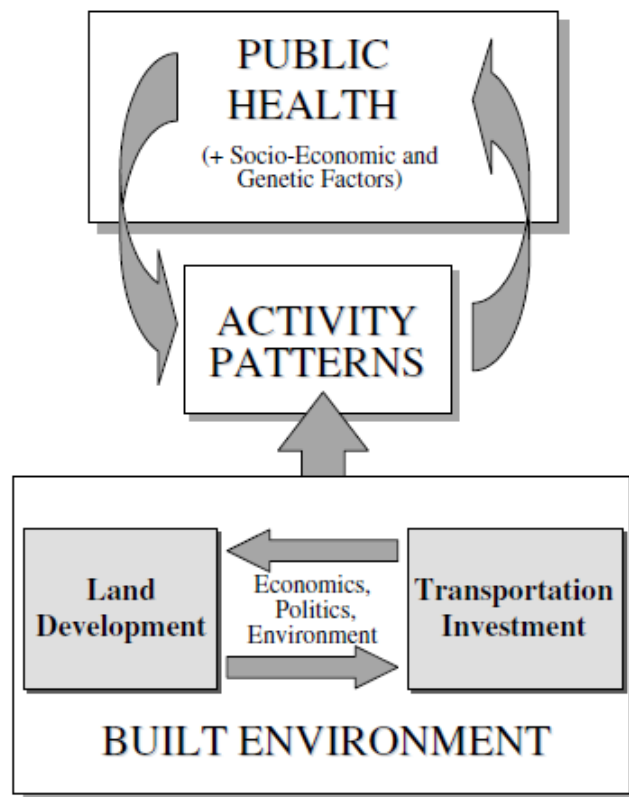 PUBLIC
HEALTH
(+ Socio-Economic and
Genetic Factors)
ACTIVITY
PATTERNS
Land
Development
Economics,
Politics,
Environment
Transportation
Investment
BUILT ENVIRONMENT